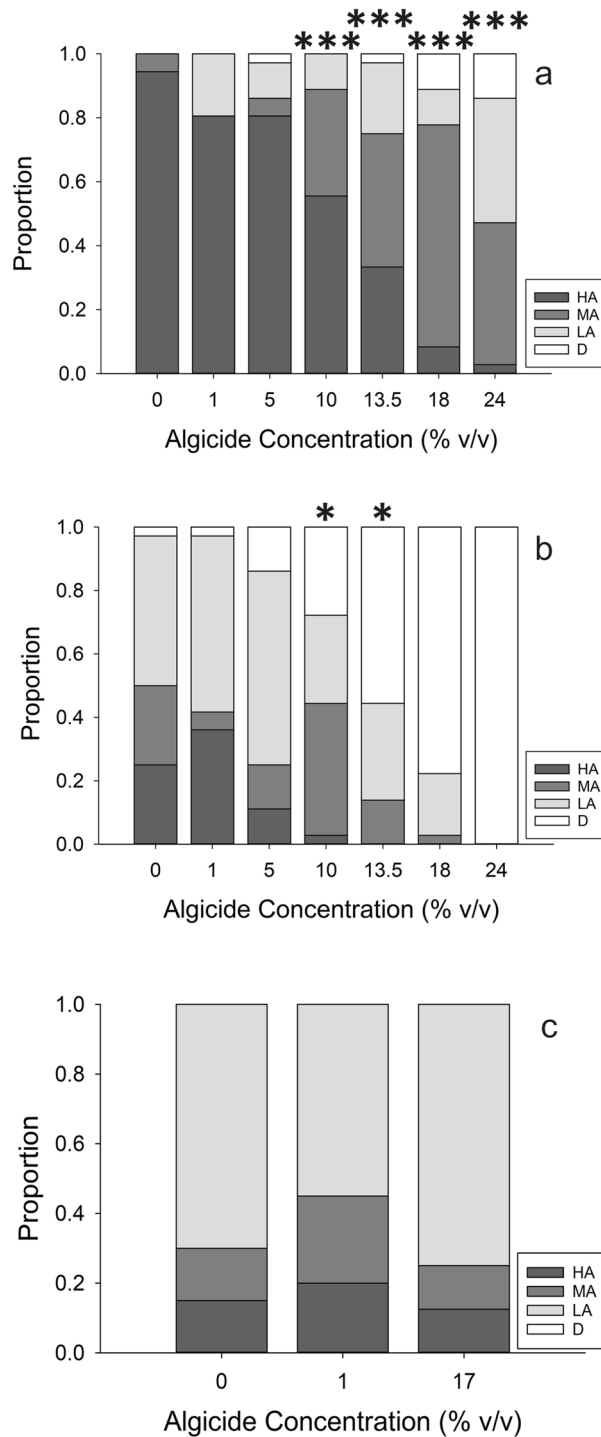 *** *** *** ***
a
1.0
0.8
0.6
0.4
0.2
0.0
Proportion
HA
MA
LA
D
0 1 5 10 13.5 18 24
Algicide Concentration (% v/v)
* *
b
1.0
0.8
0.6
0.4
0.2
0.0
Proportion
HA
MA
LA
D
0 1 5 10 13.5 18 24
Algicide Concentration (% v/v)
c
1.0
0.8
0.6
0.4
0.2
0.0
Proportion
HA
MA
LA
D
0 1 17
Algicide Concentration (% v/v)